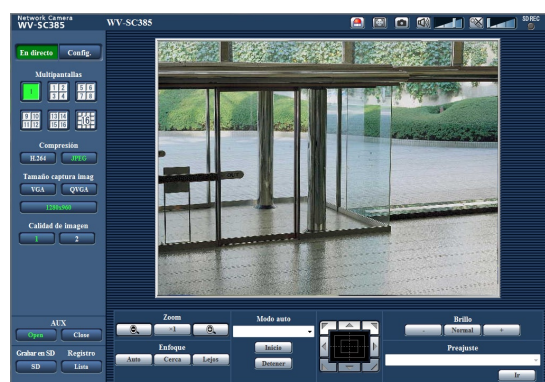 Network Camera
WV-SC385
WV-SC385
SD REC
En directo Config.
Multipantallas
1
1 2
3 4
5 6
7 8
9 10
11 12
13 14
15 16
16
Compresión
H.264 JPEG
Tamaño captura imag
VGA QVGA
1280x960
Calidad de imagen
1 2
AUX
Open Close
Grabar en SD Registro
SD Lista
Zoom
×1
Enfoque
Auto Cerca Lejos
Modo auto
Inicio
Detener
Brillo
- Normal +
Preajuste
Ir